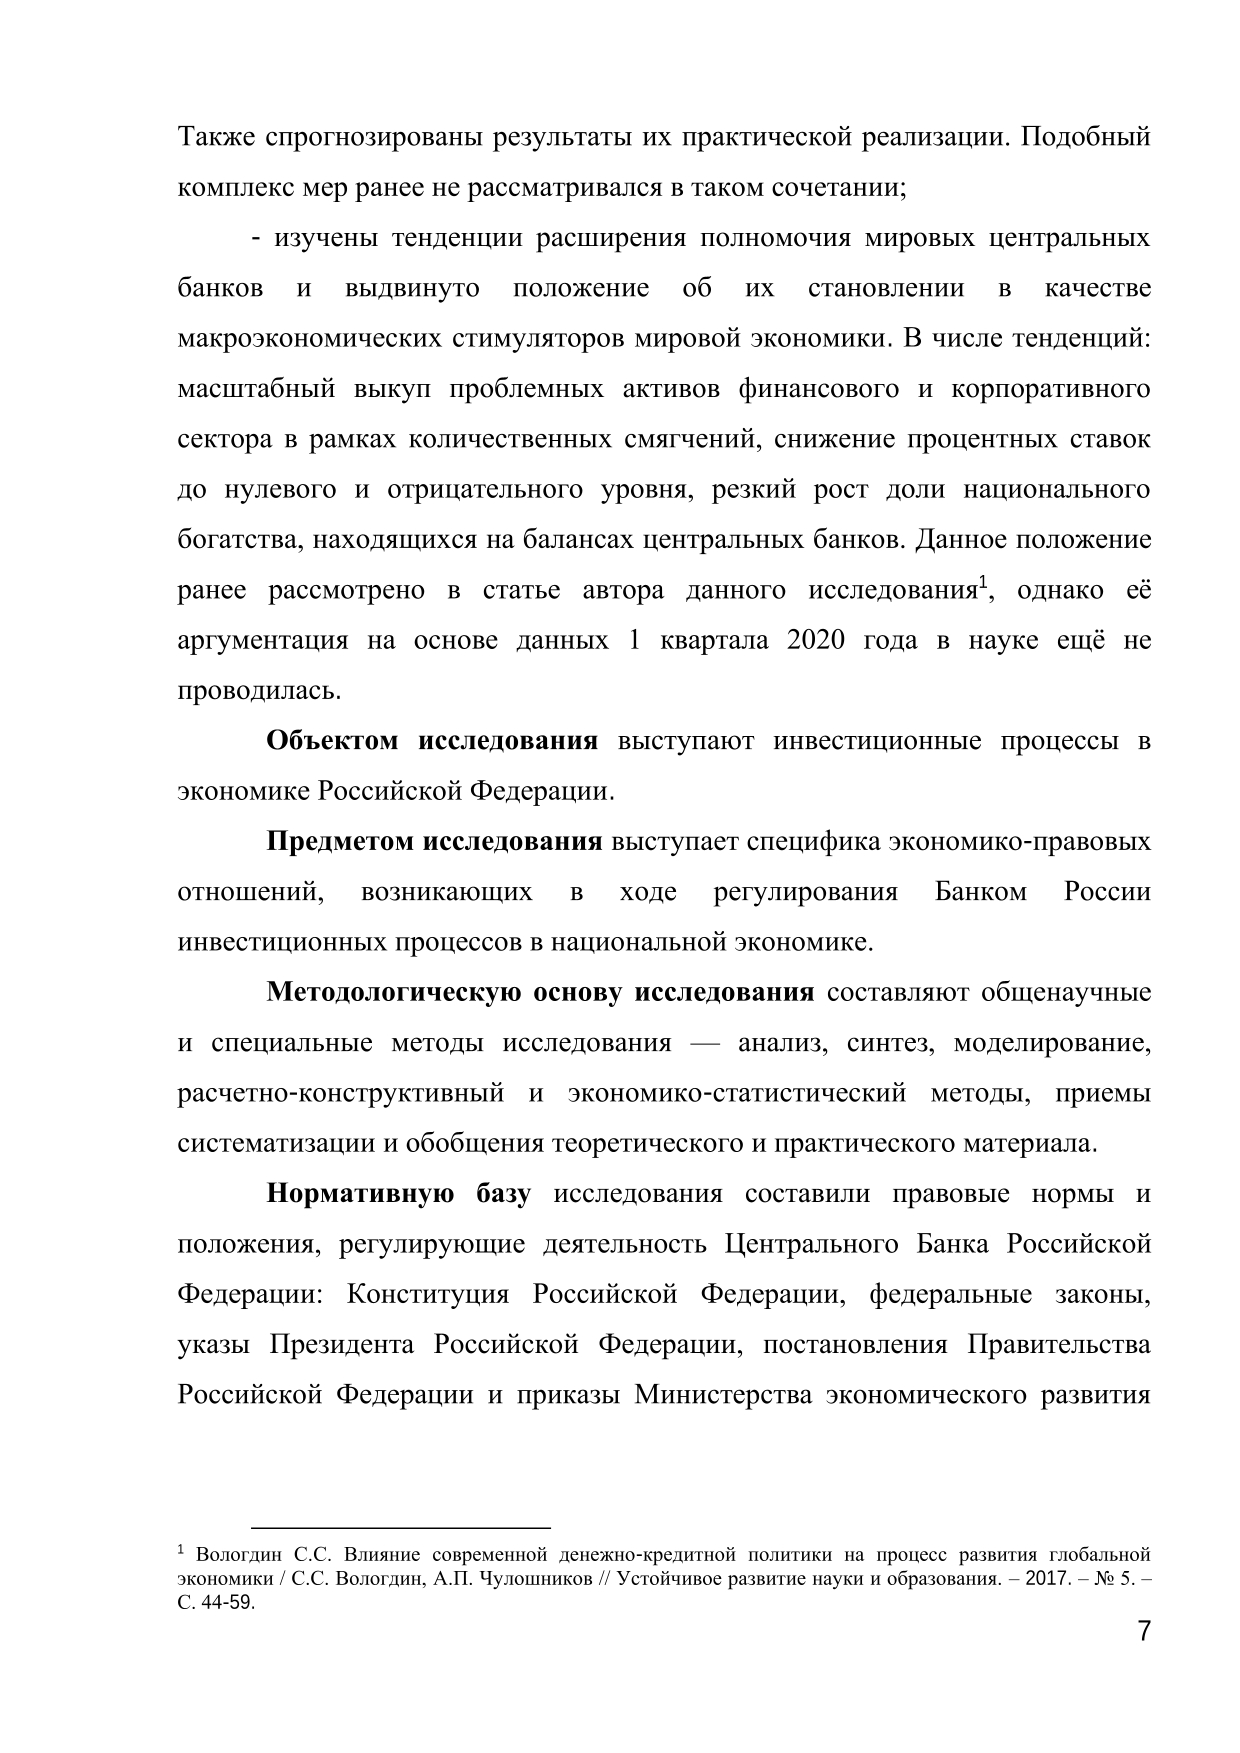 Также спрогнозированы результаты их практической реализации. Подобный
комплекс мер ранее не рассматривался в таком сочетании;
- изучены тенденции расширения полномочия мировых центральных
банков и выдвинуто положение об их становлении в качестве
макроэкономических стимуляторов мировой экономики. В числе тенденций:
масштабный выкуп проблемных активов финансового и корпоративного
сектора в рамках количественных смягчений, снижение процентных ставок
до нулевого и отрицательного уровня, резкий рост доли национального
богатства, находящихся на балансах центральных банков. Данное положение
ранее рассмотрено в статье автора данного исследования¹, однако её
аргументация на основе данных 1 квартала 2020 года в науке ещё не
проводилась.
Объектом исследования выступают инвестиционные процессы в
экономике Российской Федерации.
Предметом исследования выступает специфика экономико-правовых
отношений, возникающих в ходе регулирования Банком России
инвестиционных процессов в национальной экономике.
Методологическую основу исследования составляют общенаучные
и специальные методы исследования — анализ, синтез, моделирование,
расчетно-конструктивный и экономико-статистический методы, приемы
систематизации и обобщения теоретического и практического материала.
Нормативную базу исследования составили правовые нормы и
положения, регулирующие деятельность Центрального Банка Российской
Федерации: Конституция Российской Федерации, федеральные законы,
указы Президента Российской Федерации, постановления Правительства
Российской Федерации и приказы Министерства экономического развития
¹ Вологдин С.С. Влияние современной денежно-кредитной политики на процесс развития глобальной
экономики / С.С. Вологдин, А.П. Чулошников // Устойчивое развитие науки и образования. – 2017. – № 5. –
С. 44-59.
7